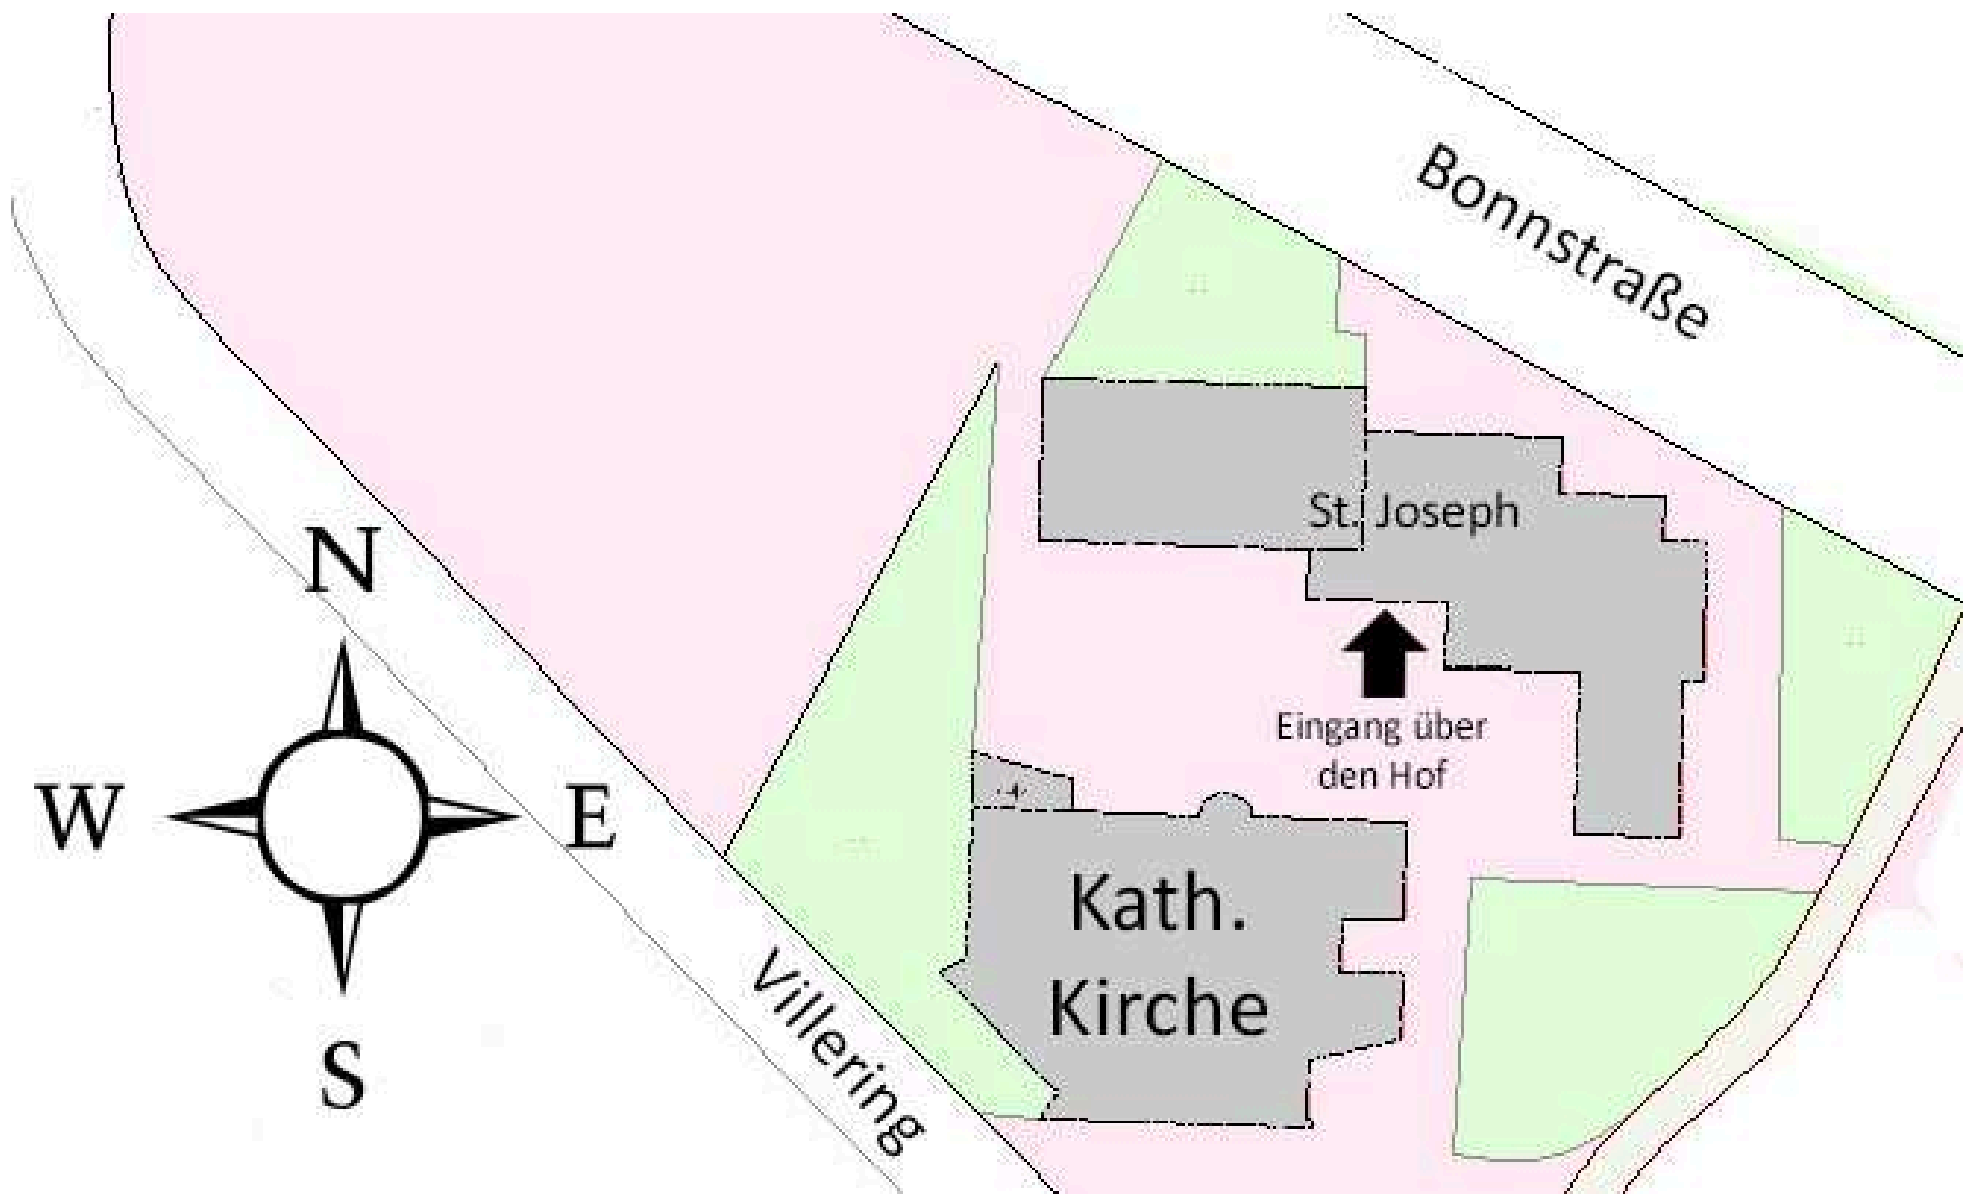 Bonnstraße
St. Joseph
N
Eingang über
den Hof
W
E
Kath.
Kirche
Villering
S